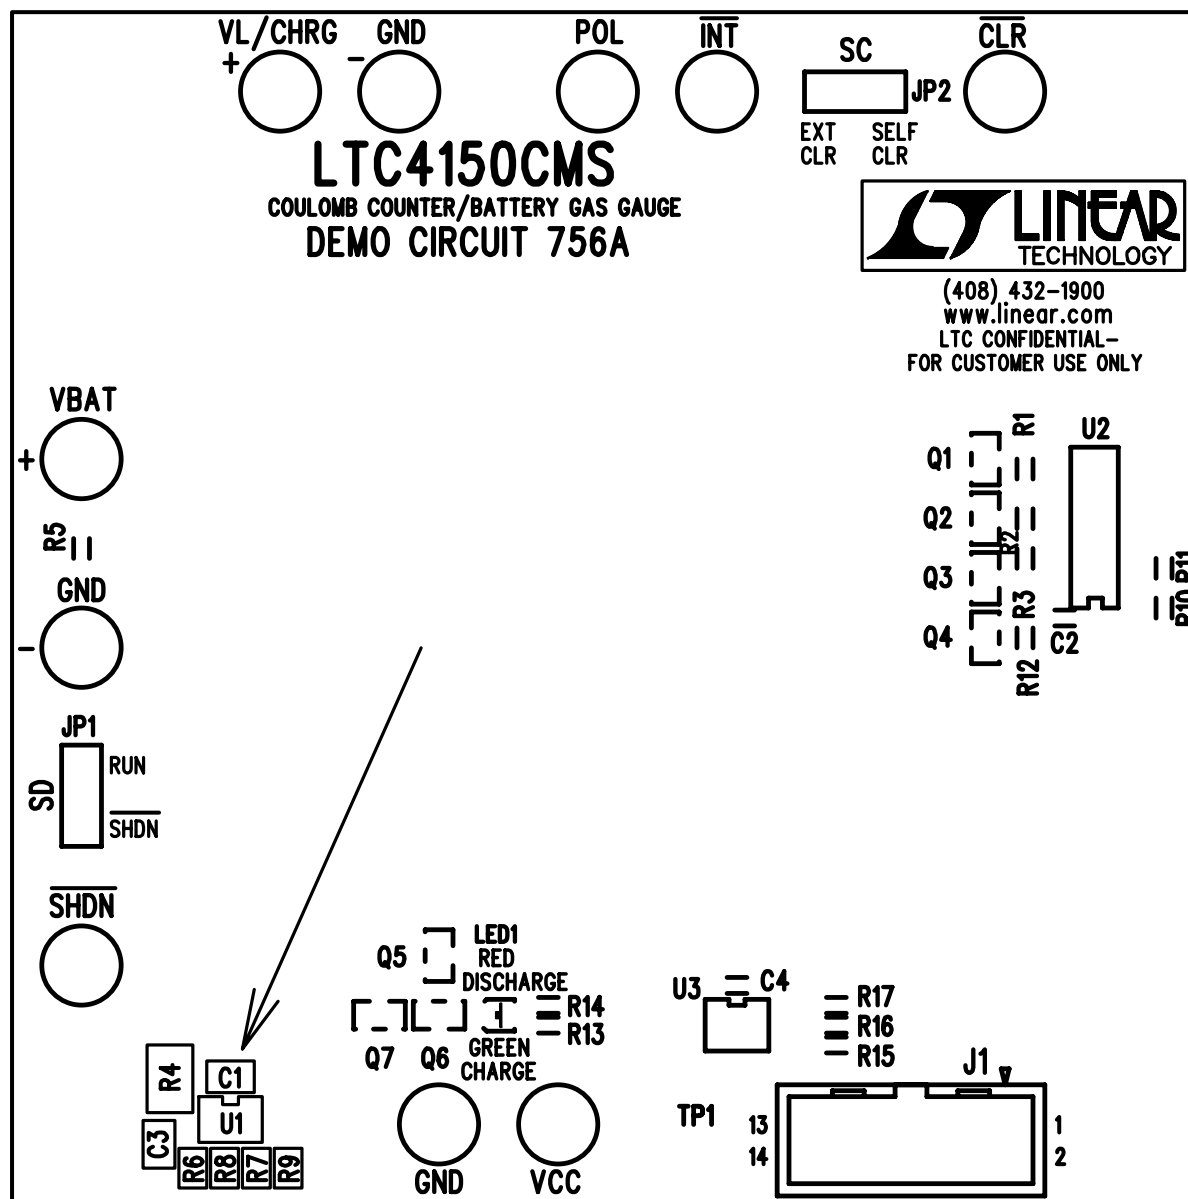 VL/CHRG GND POL INT SC CLR
+ -
JP2
EXT CLR
SELF CLR
LTC4150CMS
COULOMB COUNTER/BATTERY GAS GAUGE
DEMO CIRCUIT 756A
LINEAR
TECHNOLOGY
(408) 432-1900
www.linear.com
LTC CONFIDENTIAL-
FOR CUSTOMER USE ONLY
VBAT
+
R5
GND
-
JP1
SD
RUN
SHDN
SHDN
R1
U2
Q1
Q2
R2
Q3
R3
Q4
C2
R12
R11
R10
Q5
LED1
RED
DISCHARGE
R14
R13
Q7
Q6
GREEN
CHARGE
U3
C4
R17
R16
R15
J1
R4
C1
U1
C3
R6
R8
R7
R9
GND
VCC
TP1
13
14
1
2